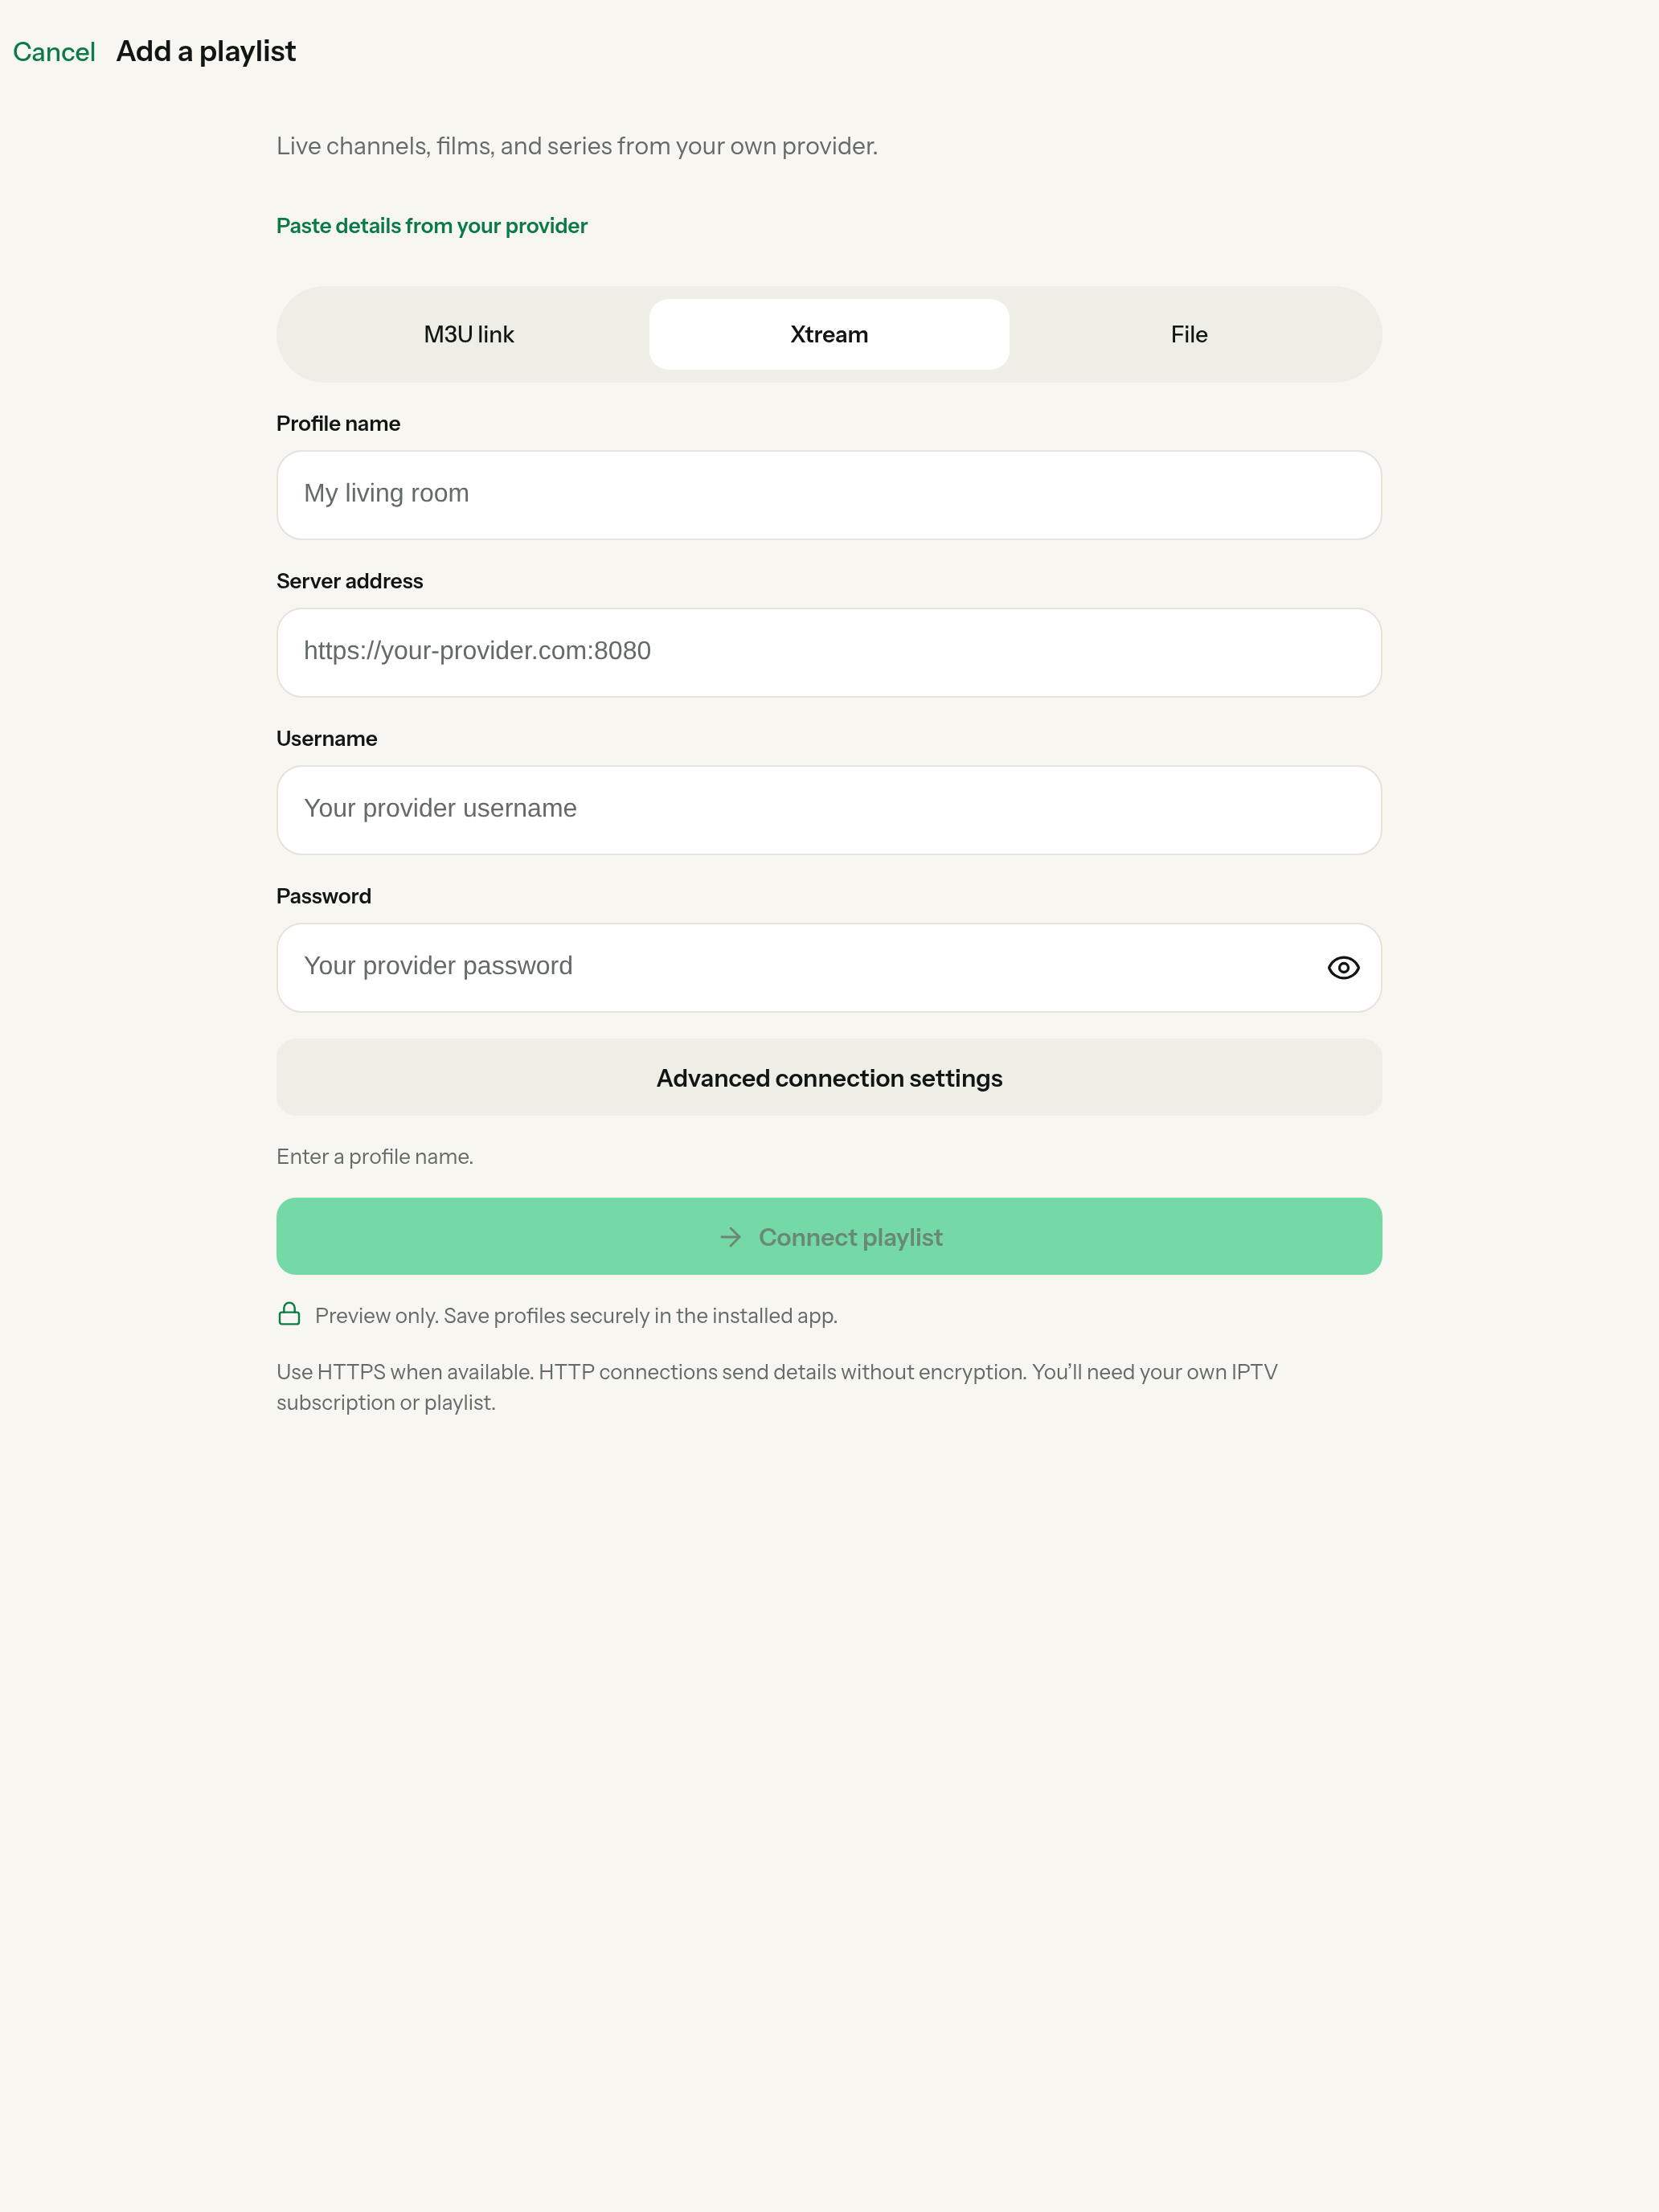 Cancel Add a playlist
Live channels, films, and series from your own provider.
Paste details from your provider
M3U link Xtream File
Profile name
My living room
Server address
https://your-provider.com:8080
Username
Your provider username
Password
Your provider password
Advanced connection settings
Enter a profile name.
Connect playlist
Preview only. Save profiles securely in the installed app.
Use HTTPS when available. HTTP connections send details without encryption. You’ll need your own IPTV
subscription or playlist.